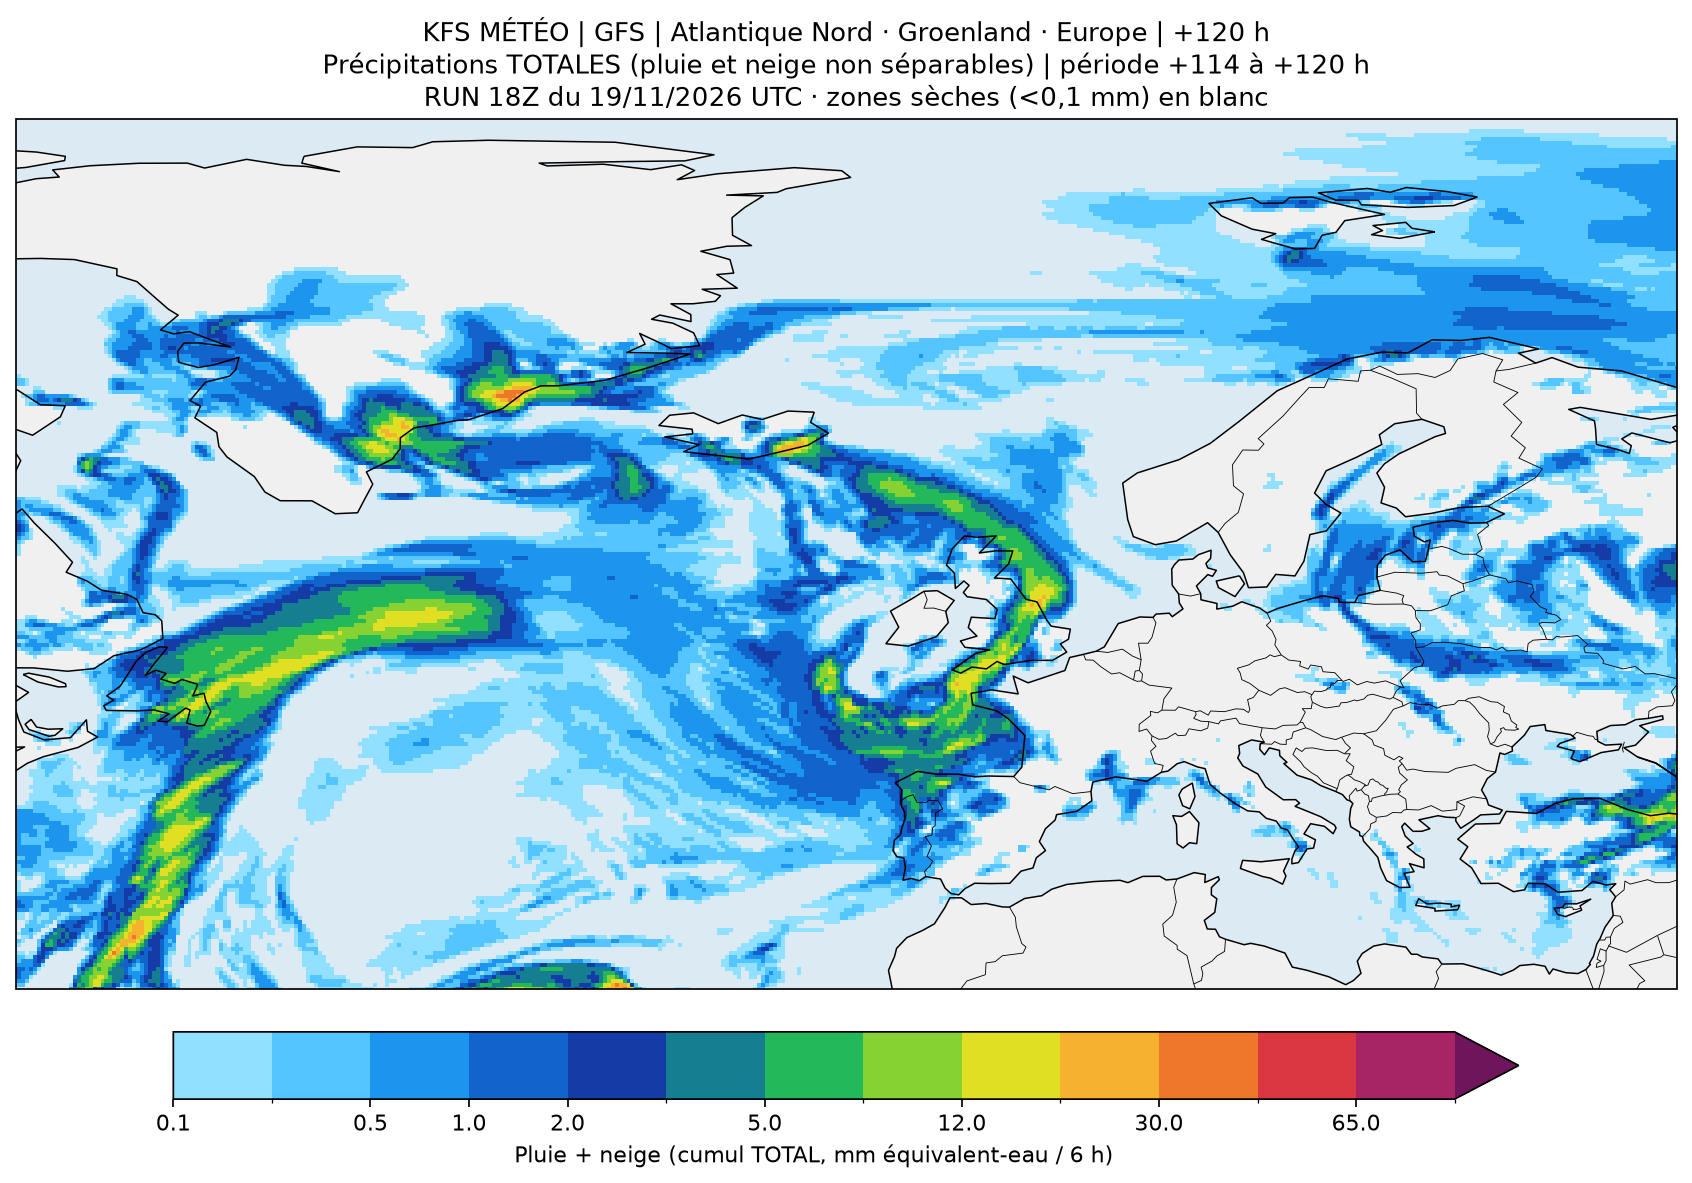 KFS MÉTÉO | GFS | Atlantique Nord · Groenland · Europe | +120 h
Précipitations TOTALES (pluie et neige non séparables) | période +114 à +120 h
RUN 18Z du 19/11/2026 UTC · zones sèches (<0,1 mm) en blanc
0.1 0.5 1.0 2.0 5.0 12.0 30.0 65.0
Pluie + neige (cumul TOTAL, mm équivalent-eau / 6 h)